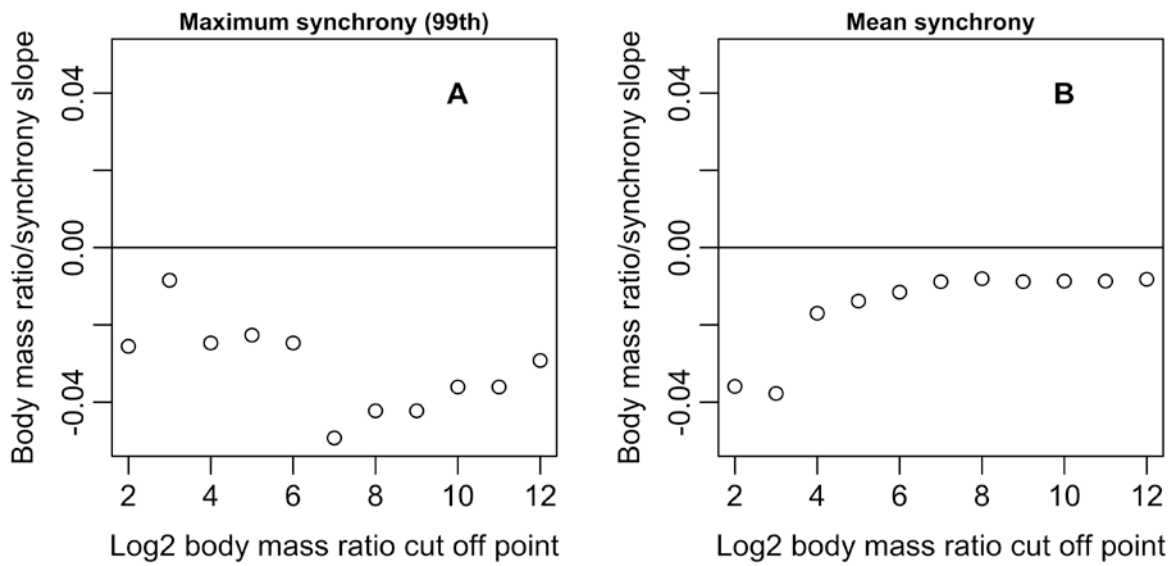 Maximum synchrony (99th)
A
Body mass ratio/synchrony slope
0.04
0.00
-0.04
2 4 6 8 10 12
Log2 body mass ratio cut off point
Mean synchrony
B
Body mass ratio/synchrony slope
0.04
0.00
-0.04
2 4 6 8 10 12
Log2 body mass ratio cut off point